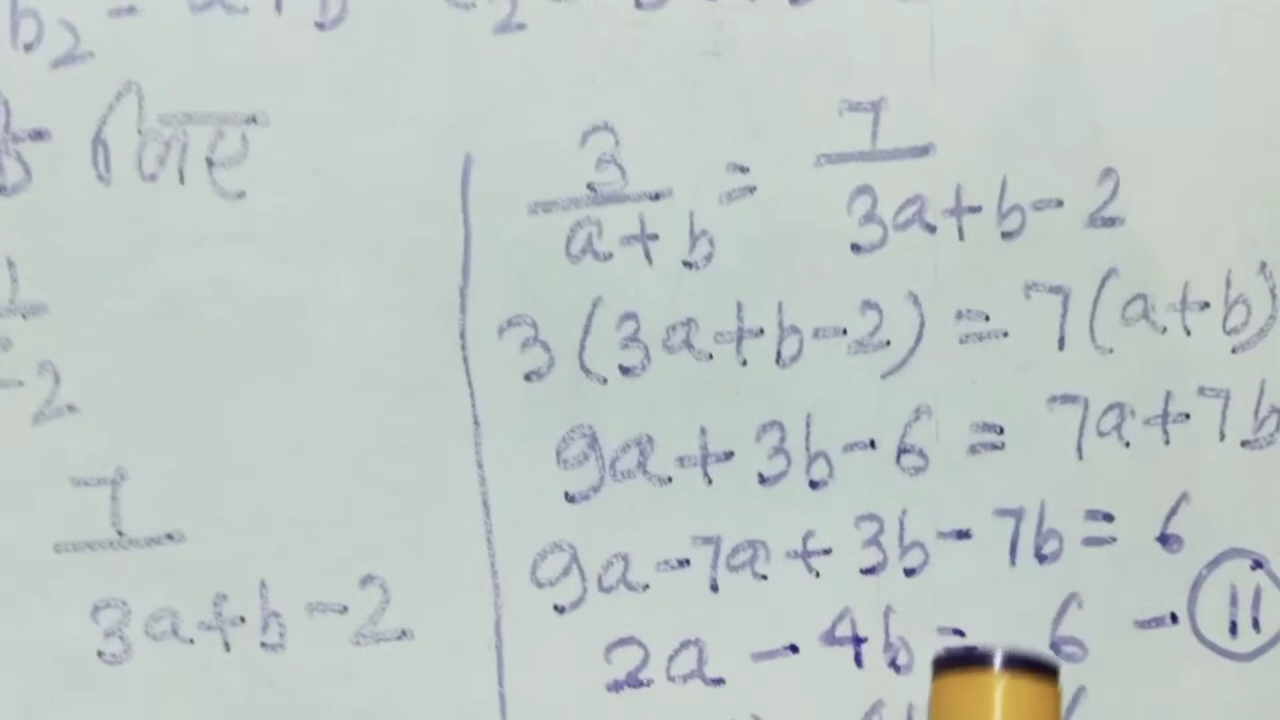 b₂ = a+b
लिए
7
3a+b-2
3/(a+b) = 7/(3a+b-2)
3(3a+b-2) = 7(a+b)
9a+3b-6 = 7a+7b
9a-7a+3b-7b = 6
2a-4b = 6 - (ii)